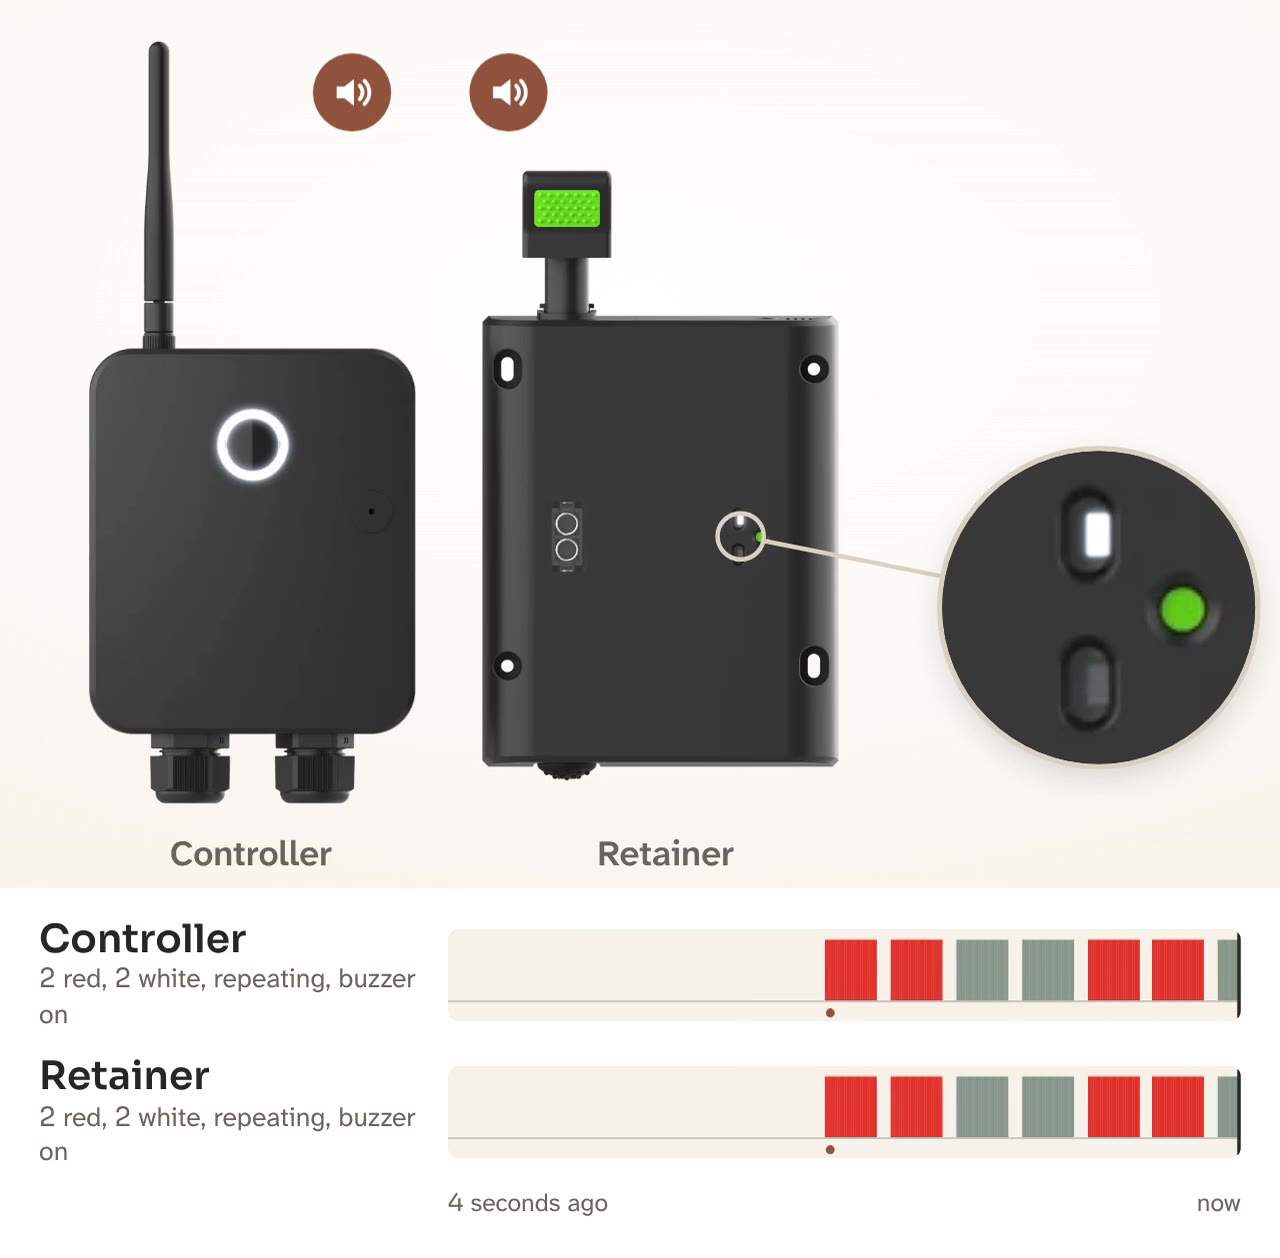 Controller
Retainer
Controller
2 red, 2 white, repeating, buzzer
on
Retainer
2 red, 2 white, repeating, buzzer
on
4 seconds ago
now